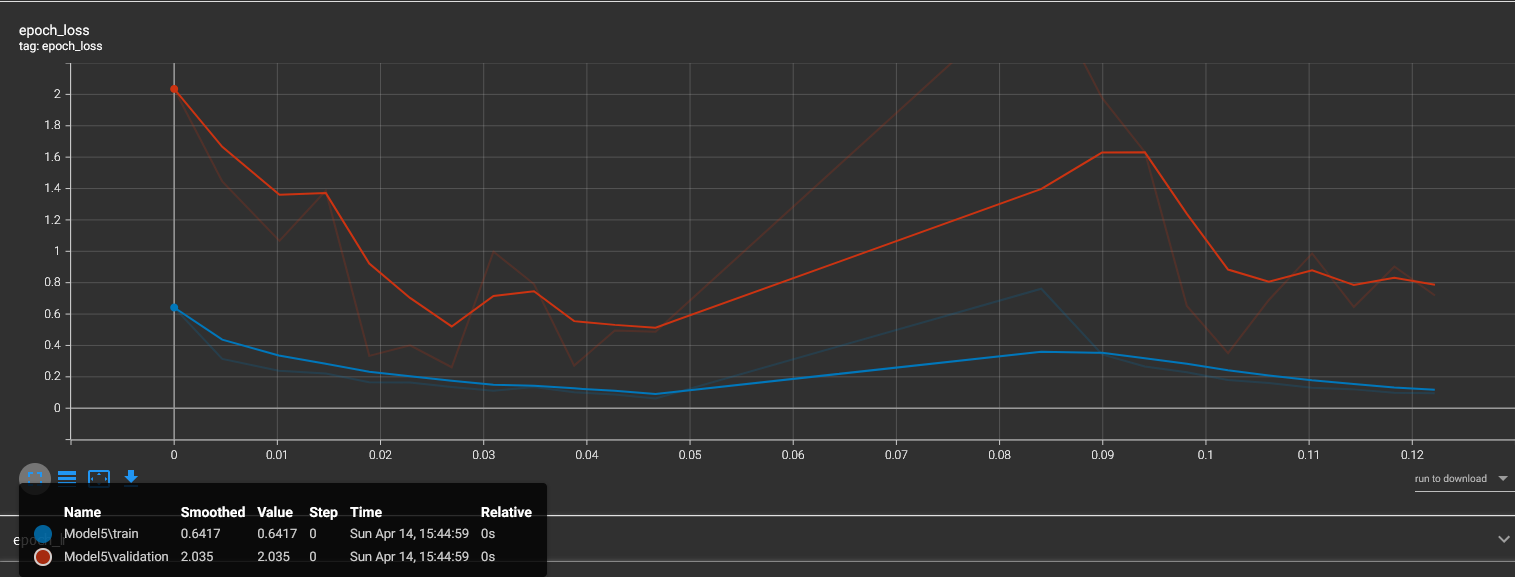 epoch_loss
tag: epoch_loss
2
1.8
1.6
1.4
1.2
1
0.8
0.6
0.4
0.2
0
0 0.01 0.02 0.03 0.04 0.05 0.06 0.07 0.08 0.09 0.1 0.11 0.12
run to download
Name Smoothed Value Step Time Relative
Model5\train 0.6417 0.6417 0 Sun Apr 14, 15:44:59 0s
Model5\validation 2.035 2.035 0 Sun Apr 14, 15:44:59 0s